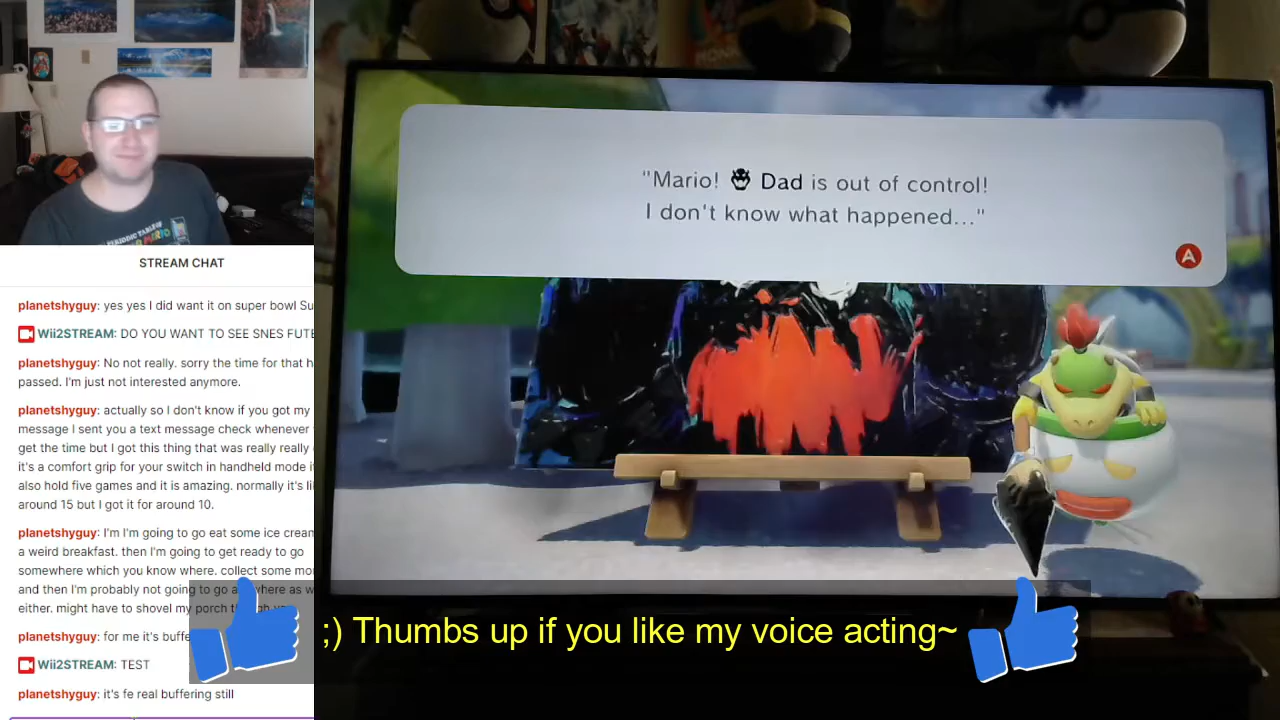 "Mario! Dad is out of control!
I don't know what happened..."
A
PERIODIC TABLE OF
STREAM CHAT
planetshyguy: yes yes I did want it on super bowl Su
Wii2STREAM: DO YOU WANT TO SEE SNES FUTE
planetshyguy: No not really. sorry the time for that h
passed. I'm just not interested anymore.
planetshyguy: actually so I don't know if you got my
message I sent you a text message check whenever
get the time but I got this thing that was really really
it's a comfort grip for your switch in handheld mode i
also hold five games and it is amazing. normally it's li
around 15 but I got it for around 10.
planetshyguy: I'm I'm going to go eat some ice cream
a weird breakfast. then I'm going to get ready to go
somewhere which you know where. collect some mo
and then I'm probably not going to go as w
either. might have to shovel my porch
planetshyguy: for me it's buffe
Wii2STREAM: TEST
planetshyguy: it's fe real buffering still
;) Thumbs up if you like my voice acting~